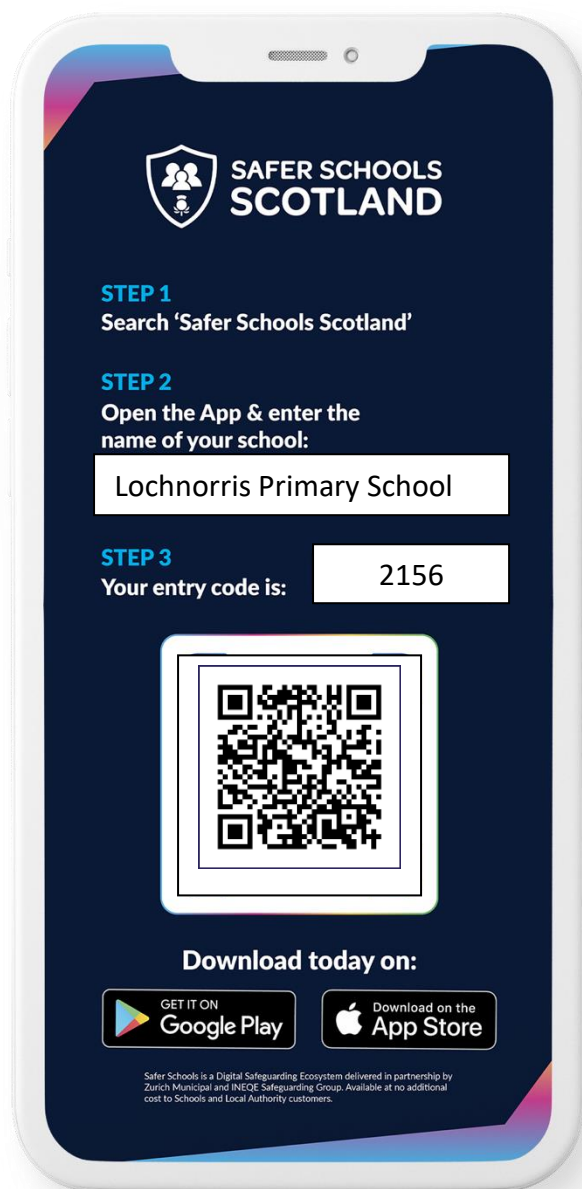 SAFER SCHOOLS
SCOTLAND
STEP 1
Search ‘Safer Schools Scotland’
STEP 2
Open the App & enter the
name of your school:
Lochnorris Primary School
STEP 3
Your entry code is:
2156
Download today on:
GET IT ON
Google Play
Download on the
App Store
Safer Schools is a Digital Safeguarding Ecosystem delivered in partnership by
Zurich Municipal and INEQE Safeguarding Group. Available at no additional
cost to Schools and Local Authority customers.